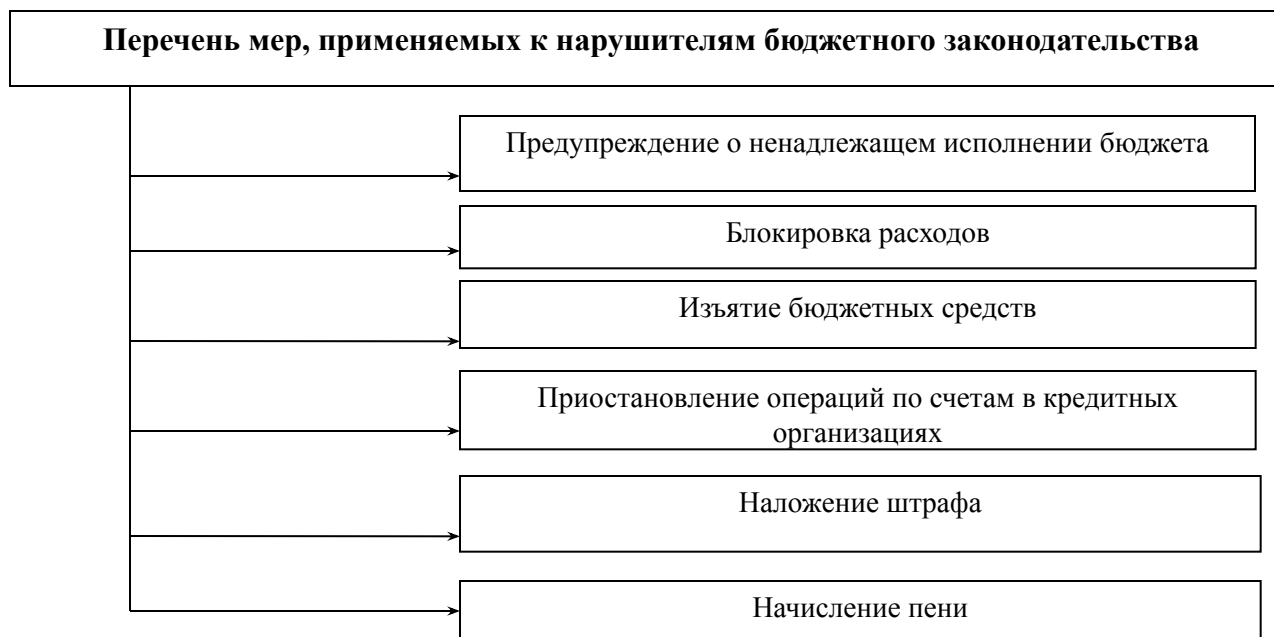 Перечень мер, применяемых к нарушителям бюджетного законодательства
Предупреждение о ненадлежащем исполнении бюджета
Блокировка расходов
Изъятие бюджетных средств
Приостановление операций по счетам в кредитных
организациях
Наложение штрафа
Начисление пени